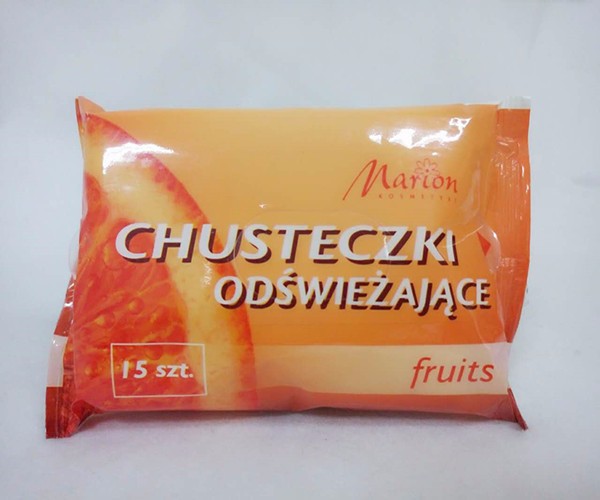 Marion
KOSMETYKI
CHUSTECZKI
ODŚWIEŻAJĄCE
15 szt.
fruits